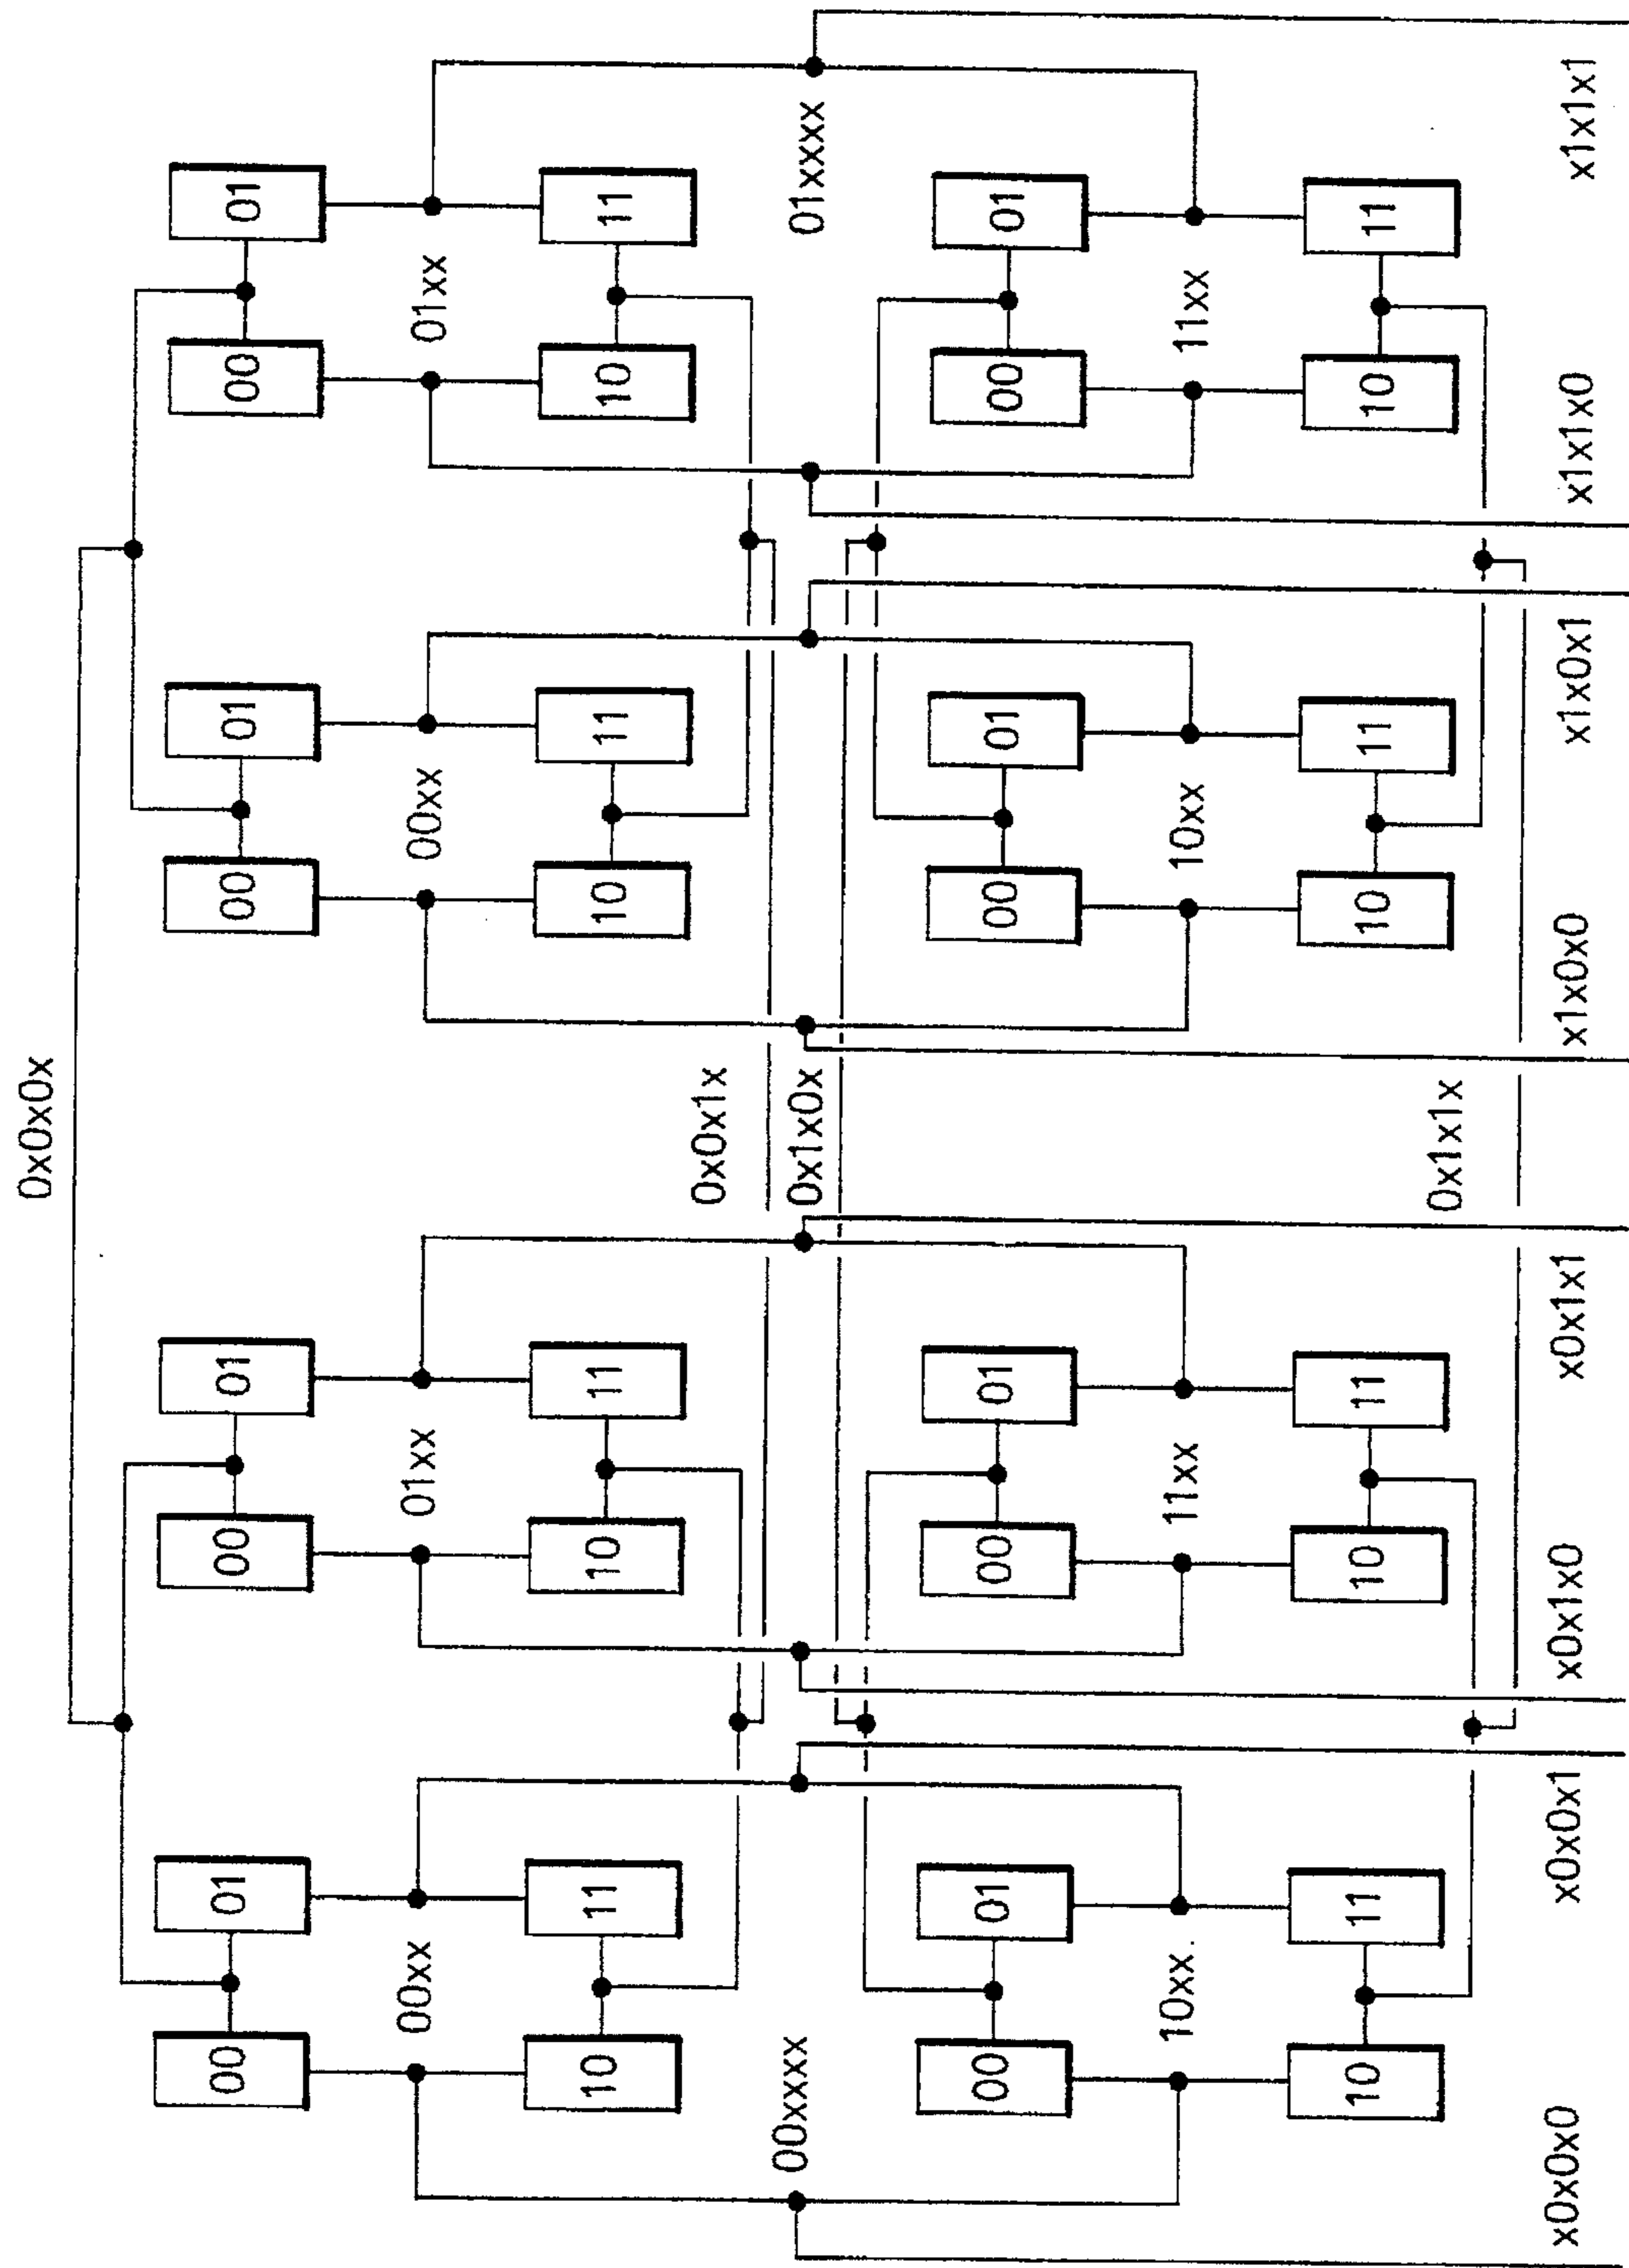 0x0x0x
00 01 00 01 00 01 00 01
00xx 01xx 00xx 01xx
10 11 10 11 10 11 10 11
0x0x1x
00xxxx 0x1x0x 01xxxx
00 01 00 01 00 01 00 01
10xx. 11xx 10xx 11xx
10 11 10 11 10 11 10 11
0x1x1x
x0x0x0 x0x0x1 x0x1x0 x0x1x1 x1x0x0 x1x0x1 x1x1x0 x1x1x1